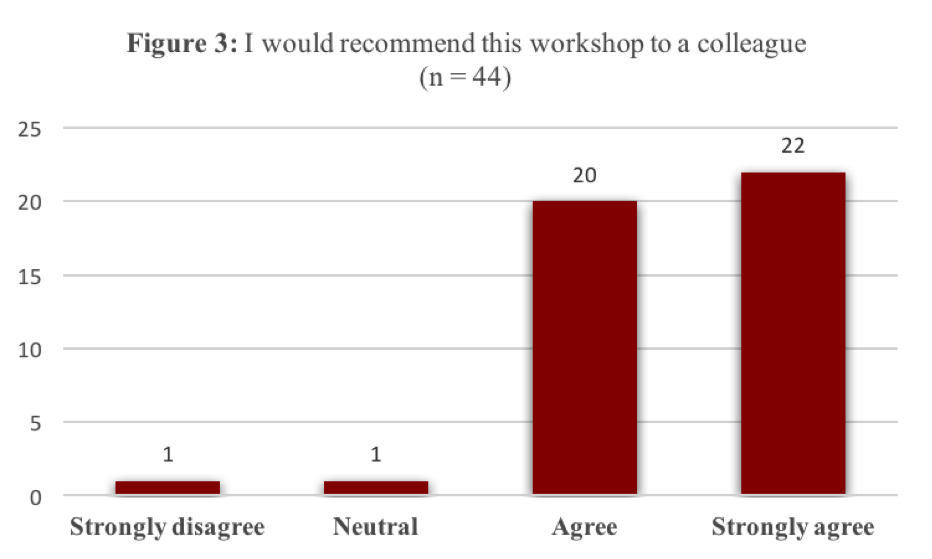 Figure 3: I would recommend this workshop to a colleague
(n = 44)
25
20
15
10
5
0
1
1
20
22
Strongly disagree
Neutral
Agree
Strongly agree